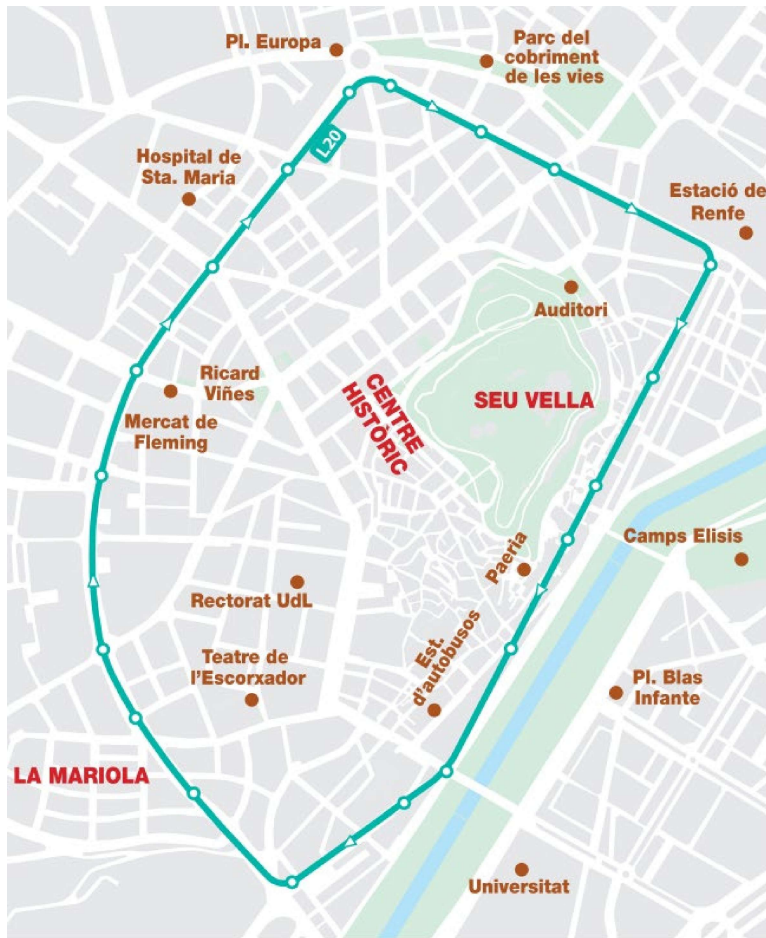 Pl. Europa
Parc del
cobriment
de les vies
L20
Hospital de
Sta. Maria
Estació de
Renfe
Auditori
Ricard
Viñes
CENTRE
HISTÒRIC
SEU VELLA
Mercat de
Fleming
Camps Elisis
Paeria
Rectorat UdL
Est.
d'autobusos
Teatre de
l'Escorxador
Pl. Blas
Infante
LA MARIOLA
Universitat